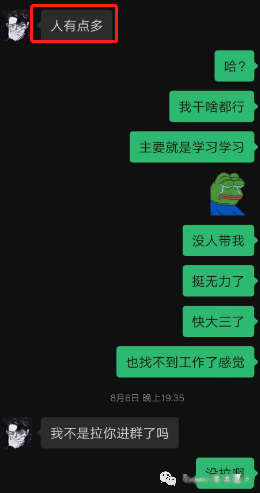 人有点多
哈？
我干啥都行
主要就是学习学习
没人带我
挺无力了
快大三了
也找不到工作了感觉
8月6日 晚上19:35
我不是拉你进群了吗
没拉啊